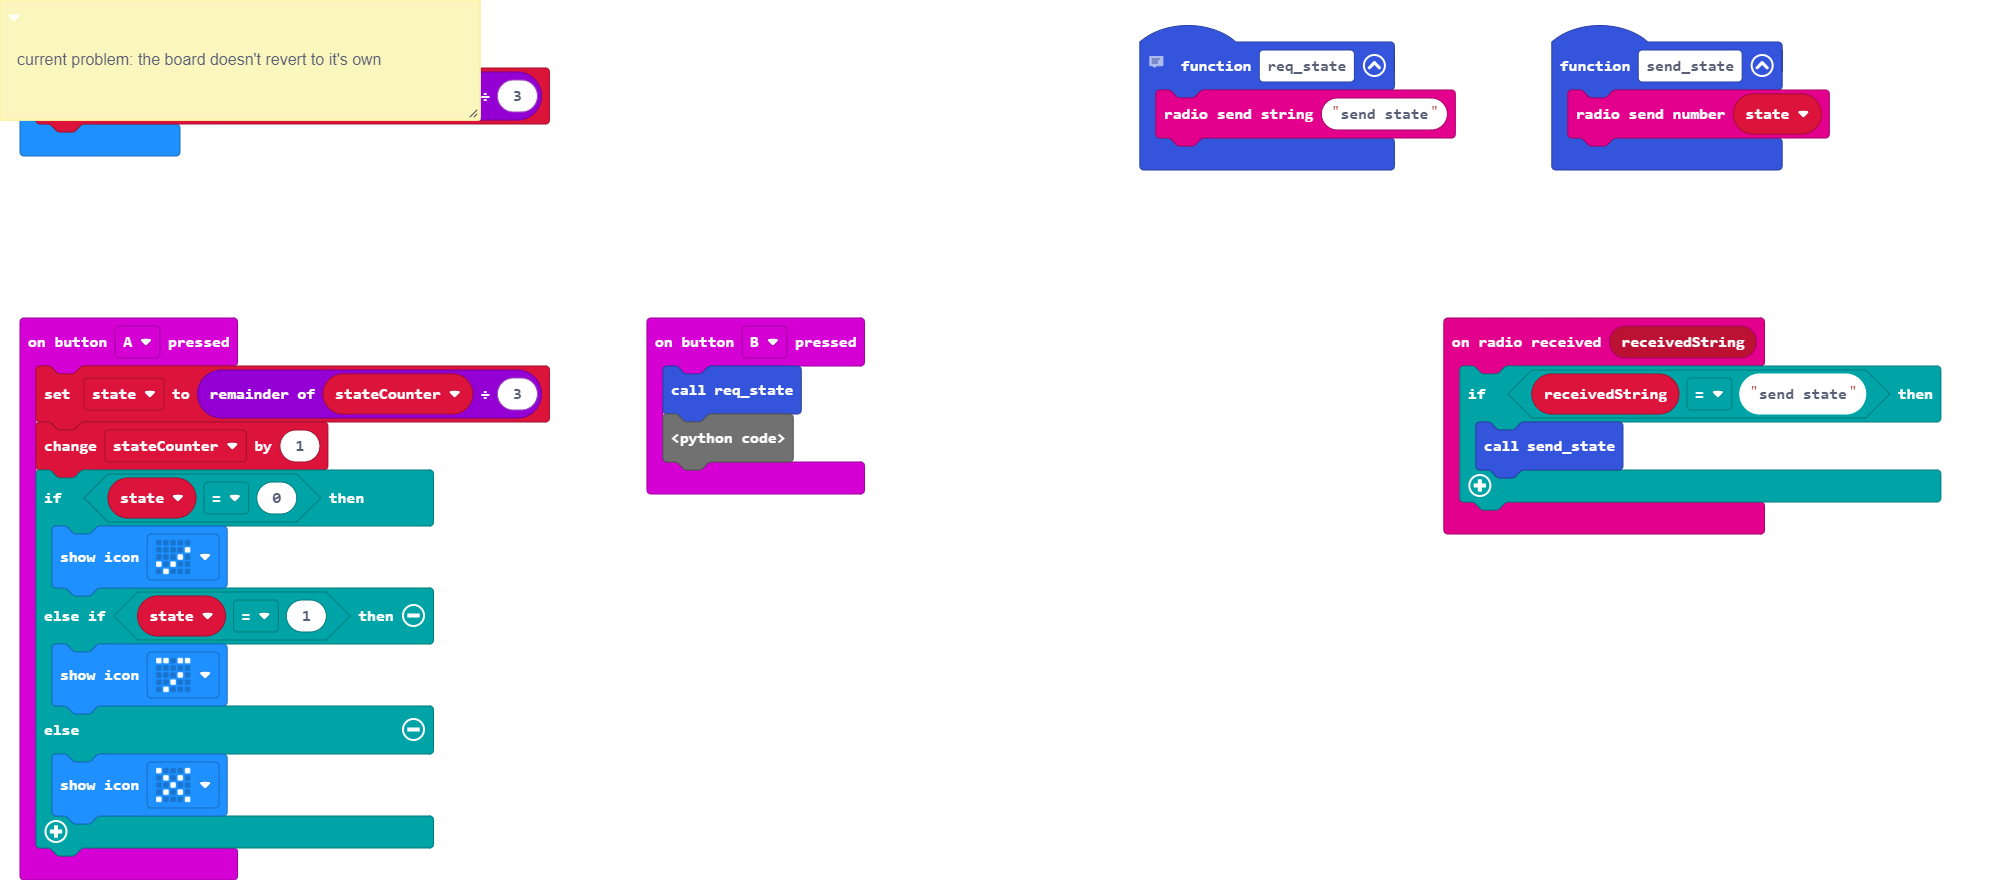 current problem: the board doesn't revert to it's own
÷ 3
function req_state
radio send string "send state"
function send_state
radio send number state
on button A pressed
set state to remainder of stateCounter ÷ 3
change stateCounter by 1
if state = 0 then
show icon
else if state = 1 then
show icon
else
show icon
on button B pressed
call req_state
<python code>
on radio received receivedString
if receivedString = "send state" then
call send_state